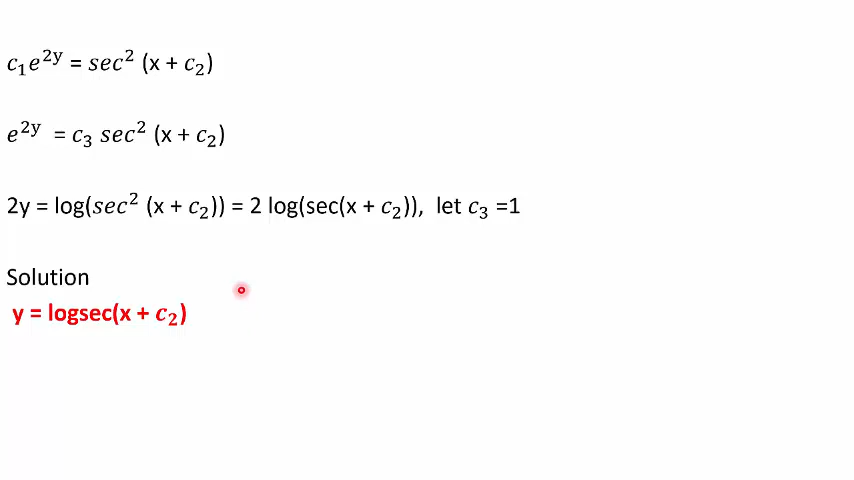 c₁e²ʸ = sec² (x + c₂)
e²ʸ = c₃ sec² (x + c₂)
2y = log(sec² (x + c₂)) = 2 log(sec(x + c₂)), let c₃ =1
Solution
y = logsec(x + c₂)